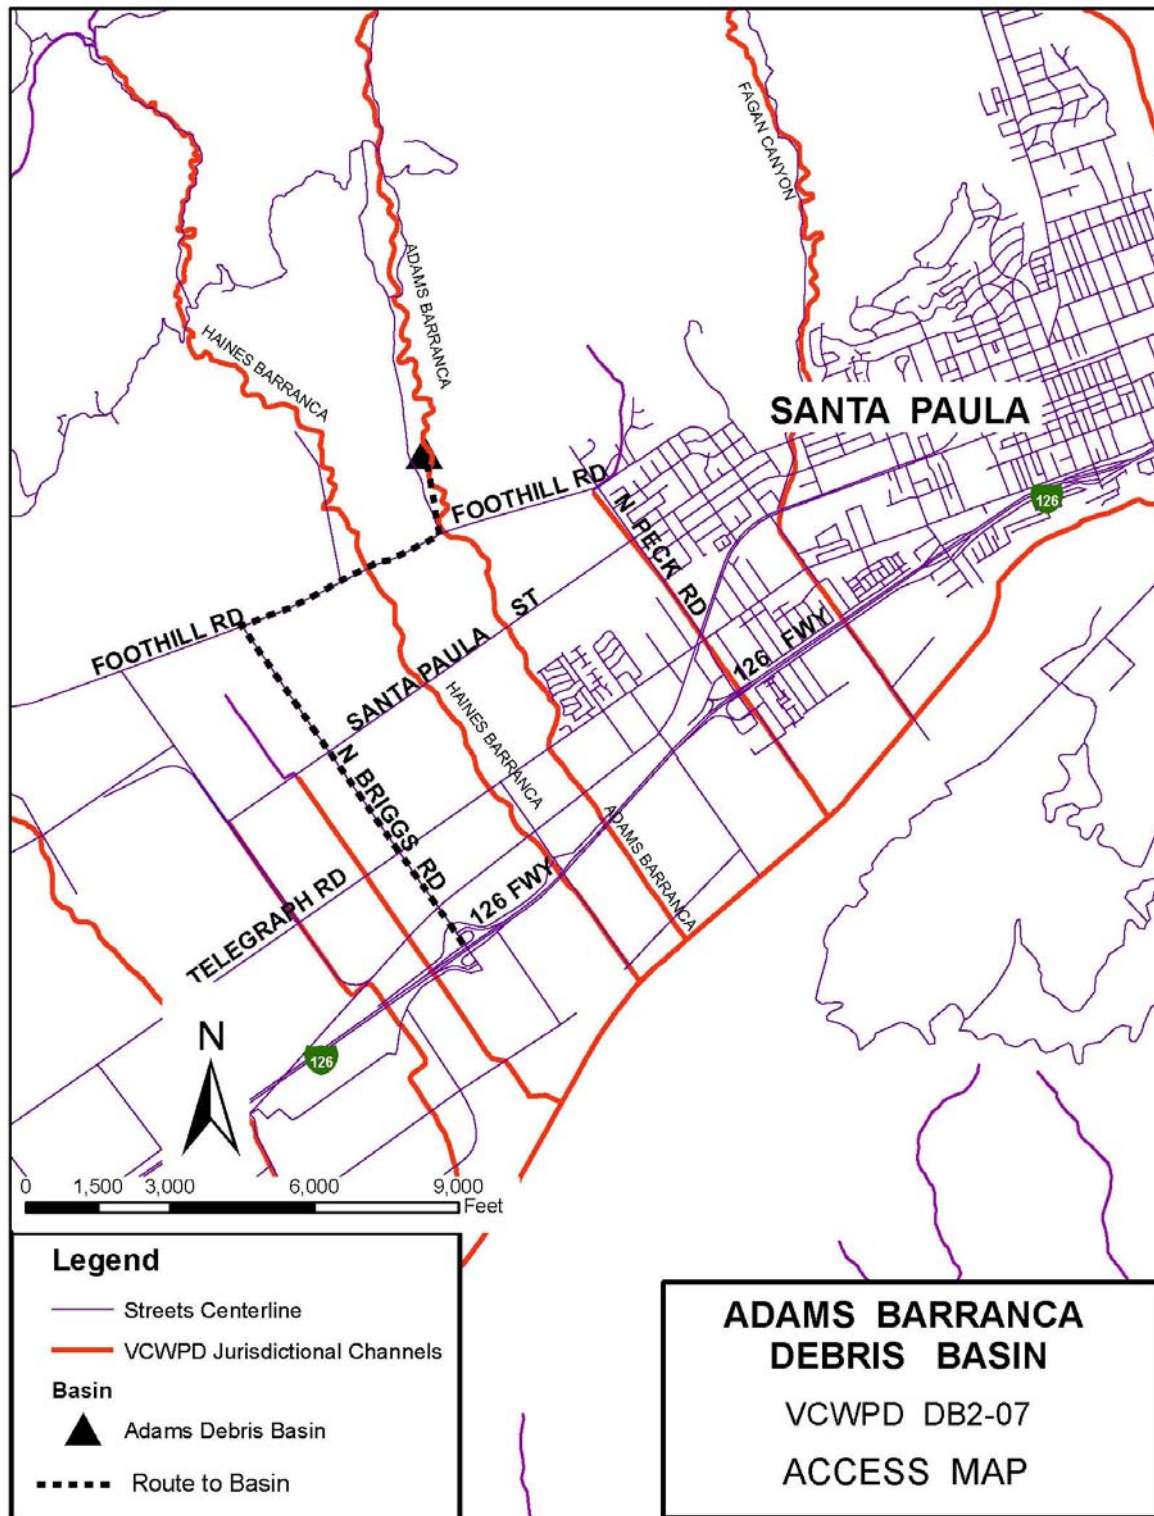 FAGAN CANYON
ADAMS BARRANCA
HAINES BARRANCA
SANTA PAULA
FOOTHILL RD
126
N PECK RD
FOOTHILL RD
SANTA PAULA ST
126 FWY
HAINES BARRANCA
N BRIGGS RD
ADAMS BARRANCA
126 FWY
TELEGRAPH RD
N
126
0 1,500 3,000 6,000 9,000
Feet
Legend
Streets Centerline
VCWPD Jurisdictional Channels
Basin
Adams Debris Basin
Route to Basin
ADAMS BARRANCA
DEBRIS BASIN
VCWPD DB2-07
ACCESS MAP